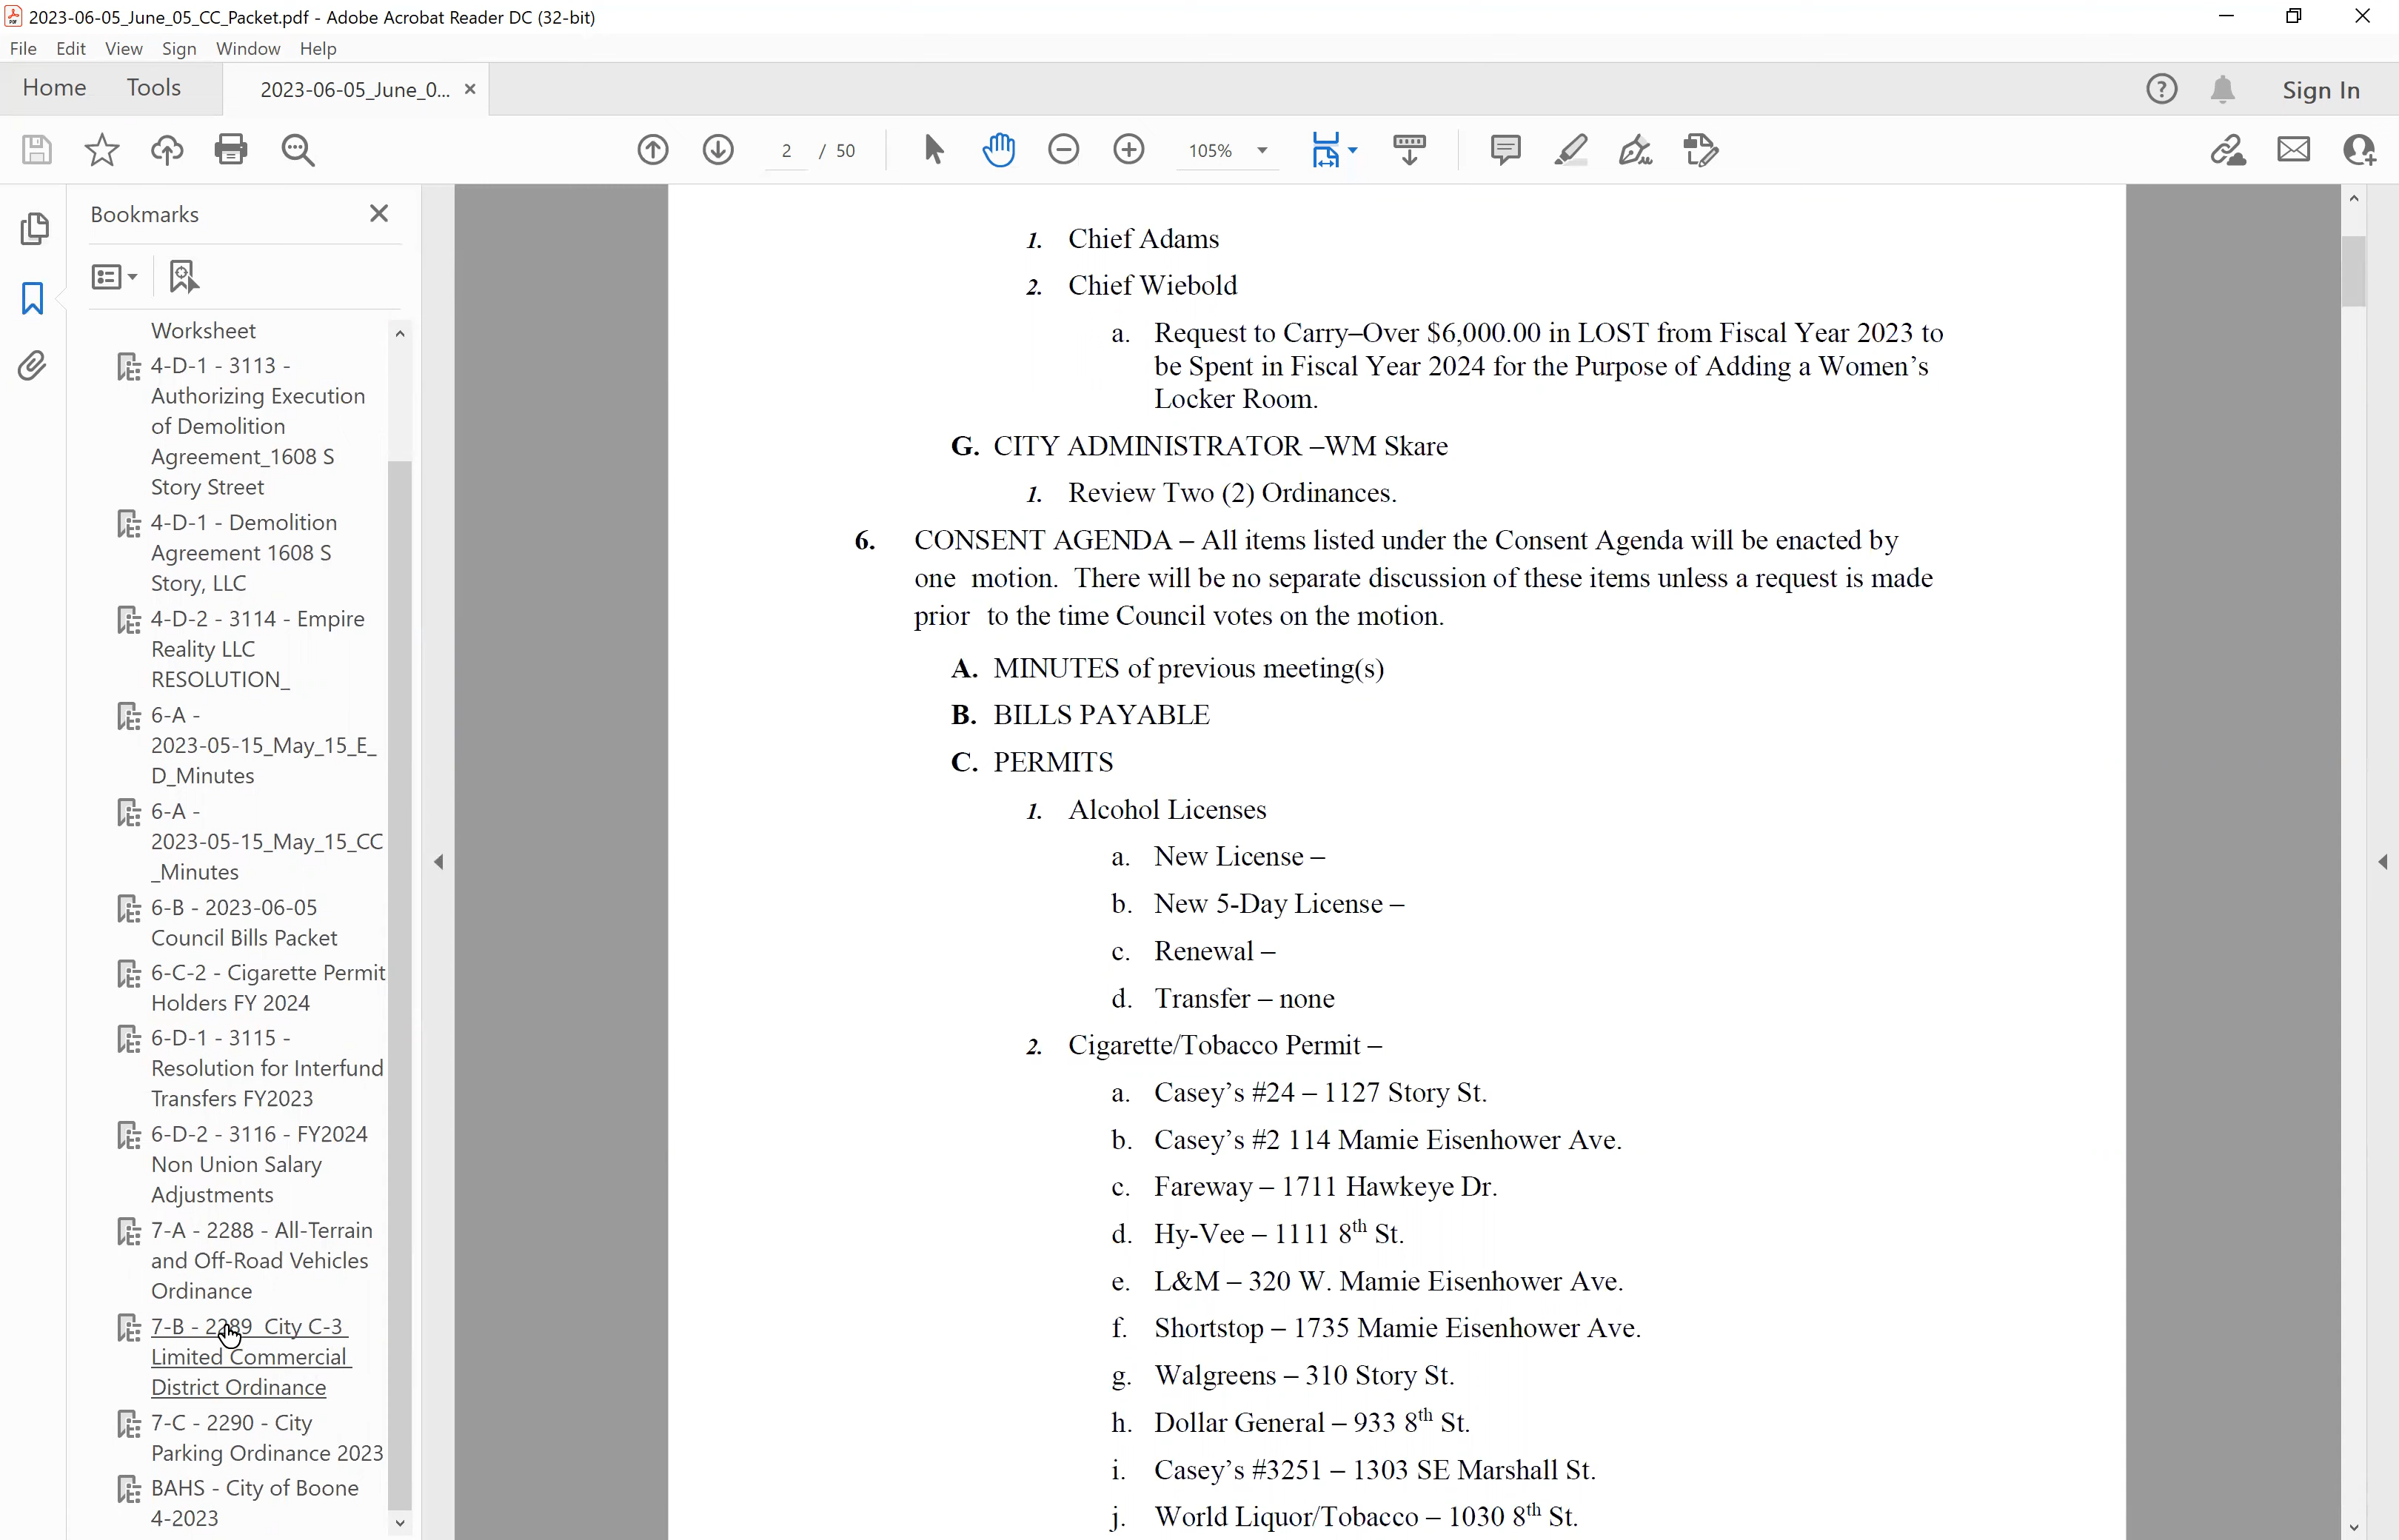 2023-06-05_June_05_CC_Packet.pdf - Adobe Acrobat Reader DC (32-bit)
File Edit View Sign Window Help
Home Tools 2023-06-05_June_0... × Sign In
2 / 50 105%
Bookmarks
Worksheet
4-D-1 - 3113 -
Authorizing Execution
of Demolition
Agreement_1608 S
Story Street
4-D-1 - Demolition
Agreement 1608 S
Story, LLC
4-D-2 - 3114 - Empire
Reality LLC
RESOLUTION_
6-A -
2023-05-15_May_15_E_
D_Minutes
6-A -
2023-05-15_May_15_CC
_Minutes
6-B - 2023-06-05
Council Bills Packet
6-C-2 - Cigarette Permit
Holders FY 2024
6-D-1 - 3115 -
Resolution for Interfund
Transfers FY2023
6-D-2 - 3116 - FY2024
Non Union Salary
Adjustments
7-A - 2288 - All-Terrain
and Off-Road Vehicles
Ordinance
7-B - 2289 City C-3
Limited Commercial
District Ordinance
7-C - 2290 - City
Parking Ordinance 2023
BAHS - City of Boone
4-2023
1. Chief Adams
2. Chief Wiebold
a. Request to Carry–Over $6,000.00 in LOST from Fiscal Year 2023 to
be Spent in Fiscal Year 2024 for the Purpose of Adding a Women's
Locker Room.
G. CITY ADMINISTRATOR –WM Skare
1. Review Two (2) Ordinances.
6. CONSENT AGENDA – All items listed under the Consent Agenda will be enacted by
one motion. There will be no separate discussion of these items unless a request is made
prior to the time Council votes on the motion.
A. MINUTES of previous meeting(s)
B. BILLS PAYABLE
C. PERMITS
1. Alcohol Licenses
a. New License –
b. New 5-Day License –
c. Renewal –
d. Transfer – none
2. Cigarette/Tobacco Permit –
a. Casey's #24 – 1127 Story St.
b. Casey's #2 114 Mamie Eisenhower Ave.
c. Fareway – 1711 Hawkeye Dr.
d. Hy-Vee – 1111 8th St.
e. L&M – 320 W. Mamie Eisenhower Ave.
f. Shortstop – 1735 Mamie Eisenhower Ave.
g. Walgreens – 310 Story St.
h. Dollar General – 933 8th St.
i. Casey's #3251 – 1303 SE Marshall St.
j. World Liquor/Tobacco – 1030 8th St.